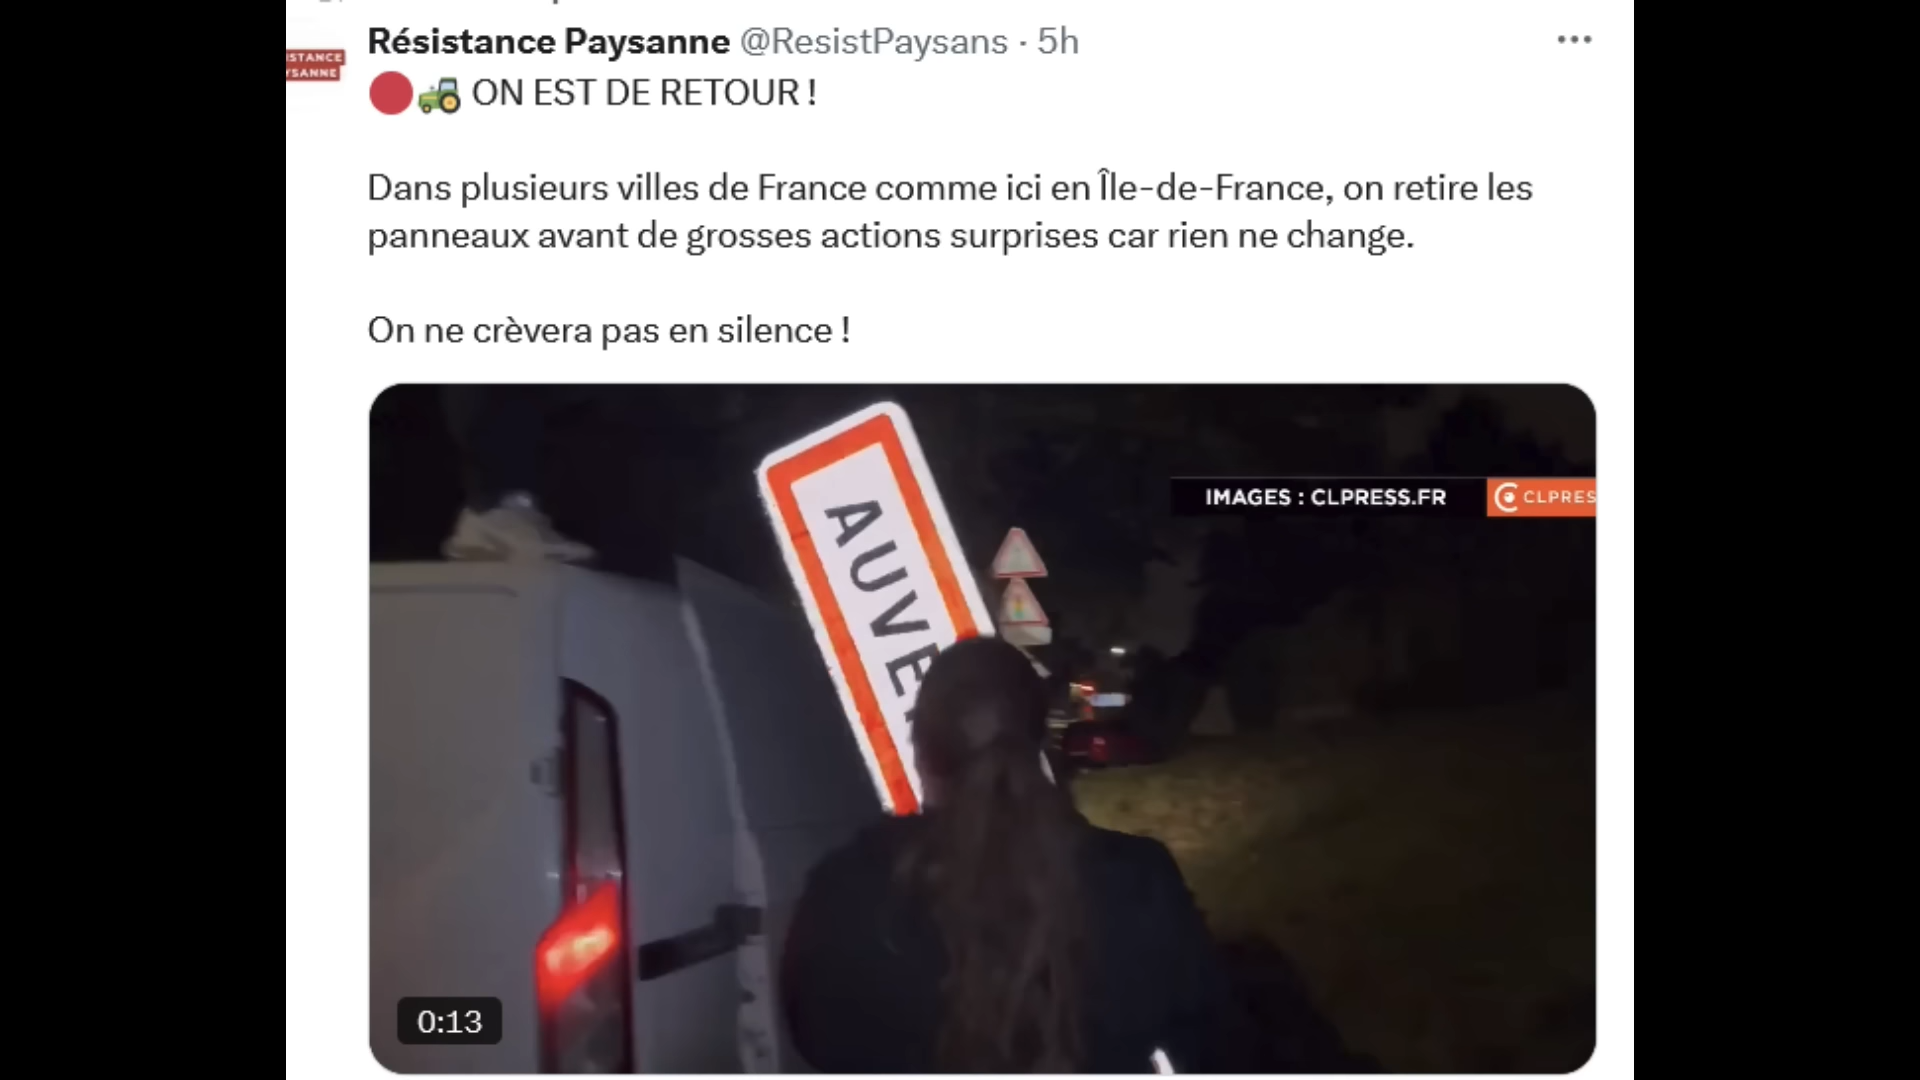 Résistance Paysanne @ResistPaysans · 5h
ISTANCE
YSANNE
🔴🚜 ON EST DE RETOUR !
Dans plusieurs villes de France comme ici en Île-de-France, on retire les
panneaux avant de grosses actions surprises car rien ne change.
On ne crèvera pas en silence !
IMAGES : CLPRESS.FR
CLPRES
AUVE
0:13